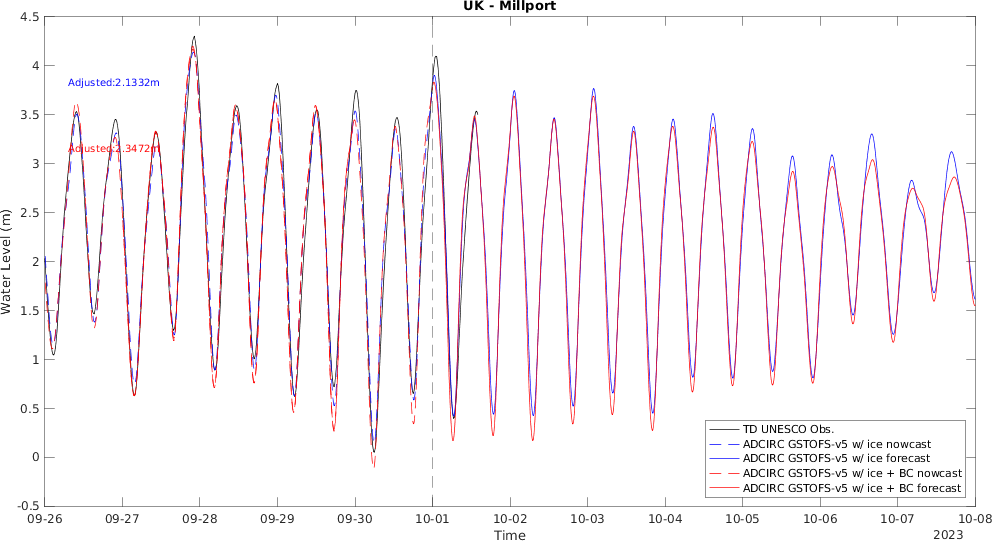 UK - Millport
Water Level (m)
4.5
4
3.5
3
2.5
2
1.5
1
0.5
0
-0.5
Adjusted:2.1332m
Adjusted:2.3472m
TD UNESCO Obs.
ADCIRC GSTOFS-v5 w/ ice nowcast
ADCIRC GSTOFS-v5 w/ ice forecast
ADCIRC GSTOFS-v5 w/ ice + BC nowcast
ADCIRC GSTOFS-v5 w/ ice + BC forecast
09-26 09-27 09-28 09-29 09-30 10-01 10-02 10-03 10-04 10-05 10-06 10-07 10-08
Time
2023